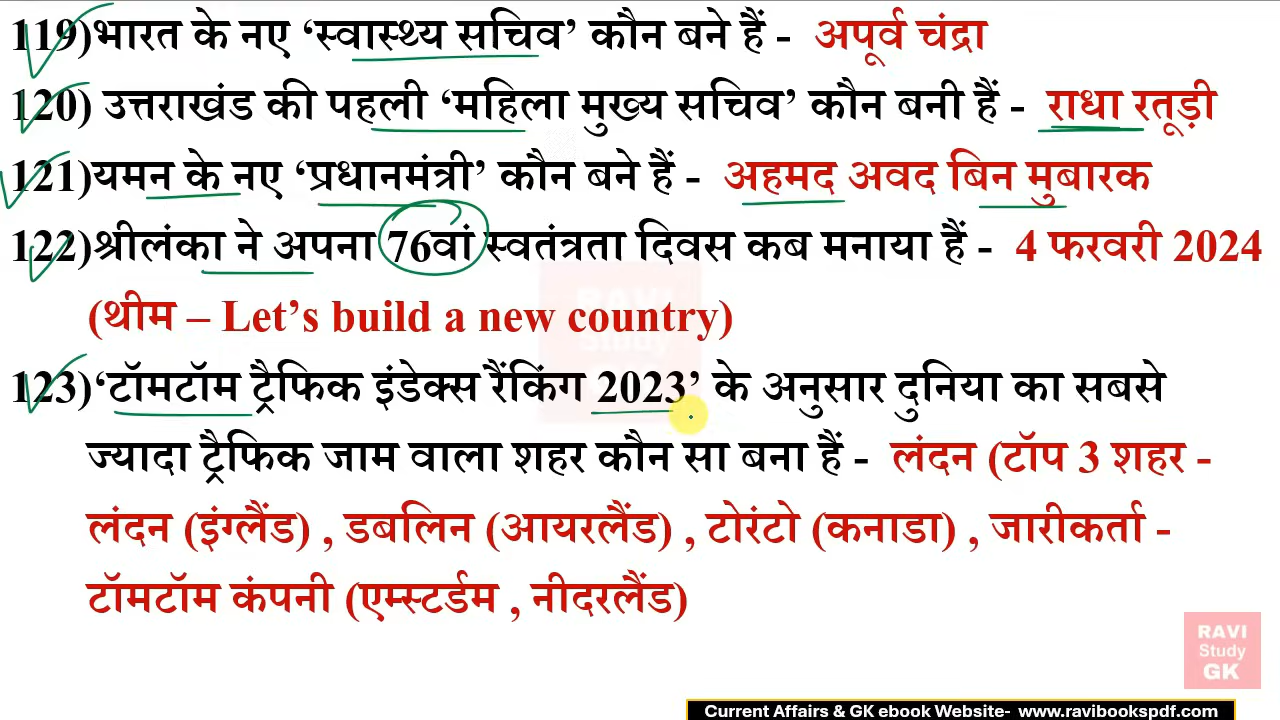 119)भारत के नए ‘स्वास्थ्य सचिव’ कौन बने हैं - अपूर्व चंद्रा
120) उत्तराखंड की पहली ‘महिला मुख्य सचिव’ कौन बनी हैं - राधा रतूड़ी
121)यमन के नए ‘प्रधानमंत्री’ कौन बने हैं - अहमद अवद बिन मुबारक
122)श्रीलंका ने अपना 76वां स्वतंत्रता दिवस कब मनाया हैं - 4 फरवरी 2024
(थीम – Let’s build a new country)
123)‘टॉमटॉम ट्रैफिक इंडेक्स रैंकिंग 2023’ के अनुसार दुनिया का सबसे
ज्यादा ट्रैफिक जाम वाला शहर कौन सा बना हैं - लंदन (टॉप 3 शहर -
लंदन (इंग्लैंड) , डबलिन (आयरलैंड) , टोरंटो (कनाडा) , जारीकर्ता -
टॉमटॉम कंपनी (एम्स्टर्डम , नीदरलैंड)
RAVI
Study
RAVI
Study
GK
Current Affairs & GK ebook Website- www.ravibookspdf.com